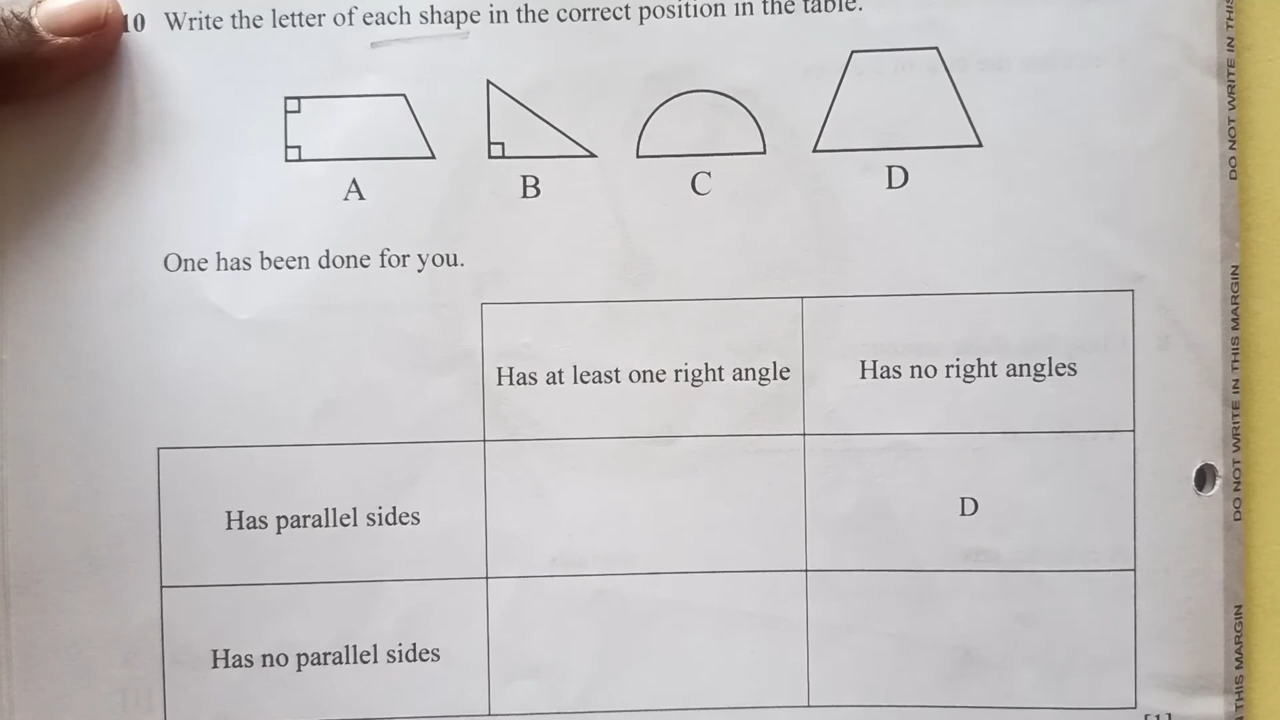 10 Write the letter of each shape in the correct position in the table.
A B C D
One has been done for you.
Has at least one right angle Has no right angles
Has parallel sides D
Has no parallel sides
DO NOT WRITE IN THIS
DO NOT WRITE IN THIS MARGIN
THIS MARGIN